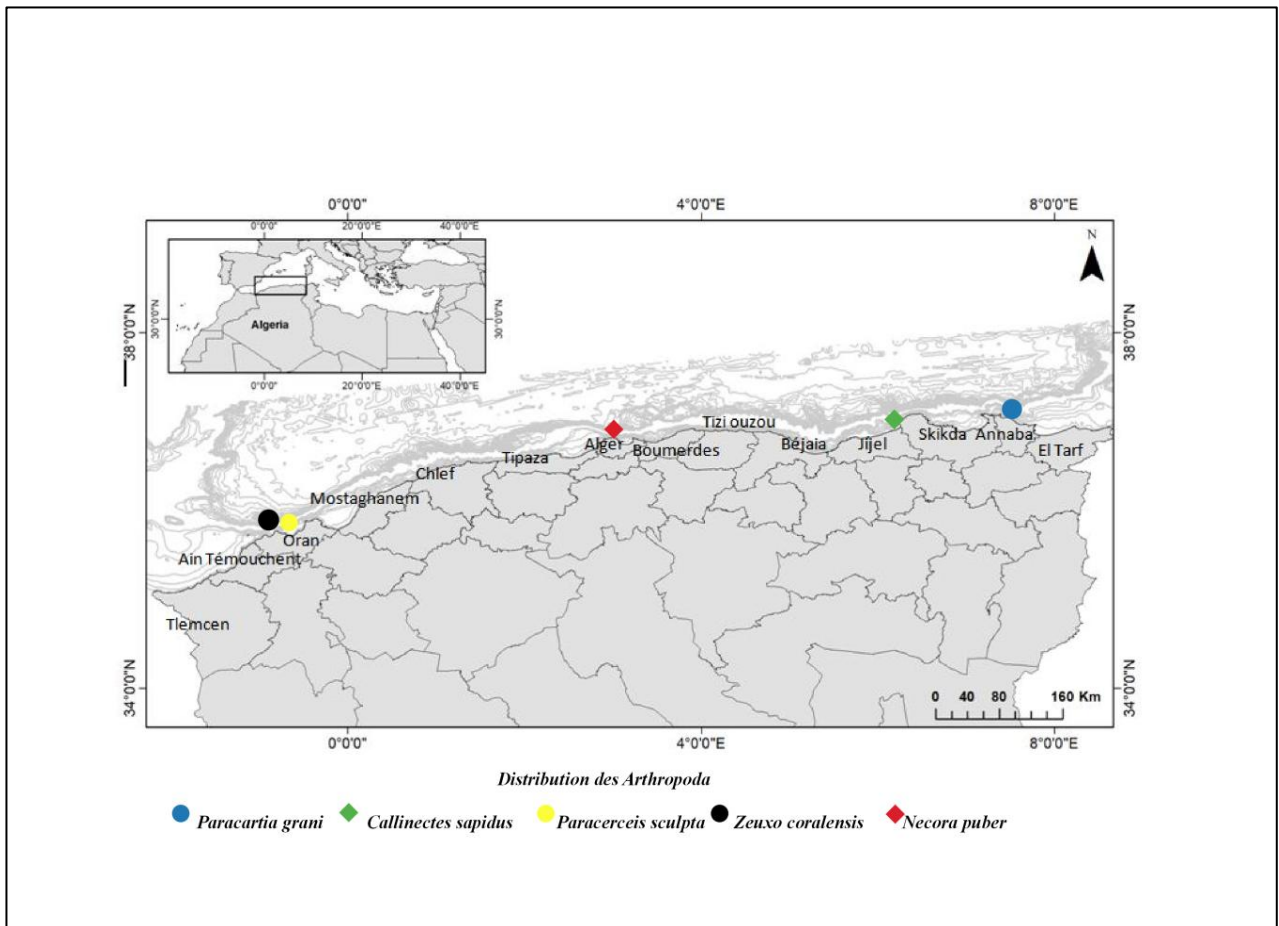 0°0'0" 4°0'0"E 8°0'0"E
0°0'0" 20°0'0"E 40°0'0"E
N
Algeria
30°0'0"N 30°0'0"N
38°0'0"N 38°0'0"N
0°0'0" 20°0'0"E 40°0'0"E
Tizi ouzou
Alger Boumerdes Béjaia Jijel Skikda Annaba
El Tarf
Tipaza
Chlef
Mostaghanem
Oran
Ain Témouchent
Tlemcen
34°0'0"N 34°0'0"N
0 40 80 160 Km
0°0'0" 4°0'0"E 8°0'0"E
Distribution des Arthropoda
Paracartia grani Callinectes sapidus Paracerceis sculpta Zeuxo coralensis Necora puber